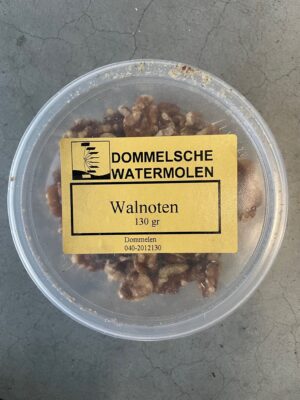 DOMMELSCHE
WATERMOLEN
Walnoten
130 gr
Dommelen
040-2012130